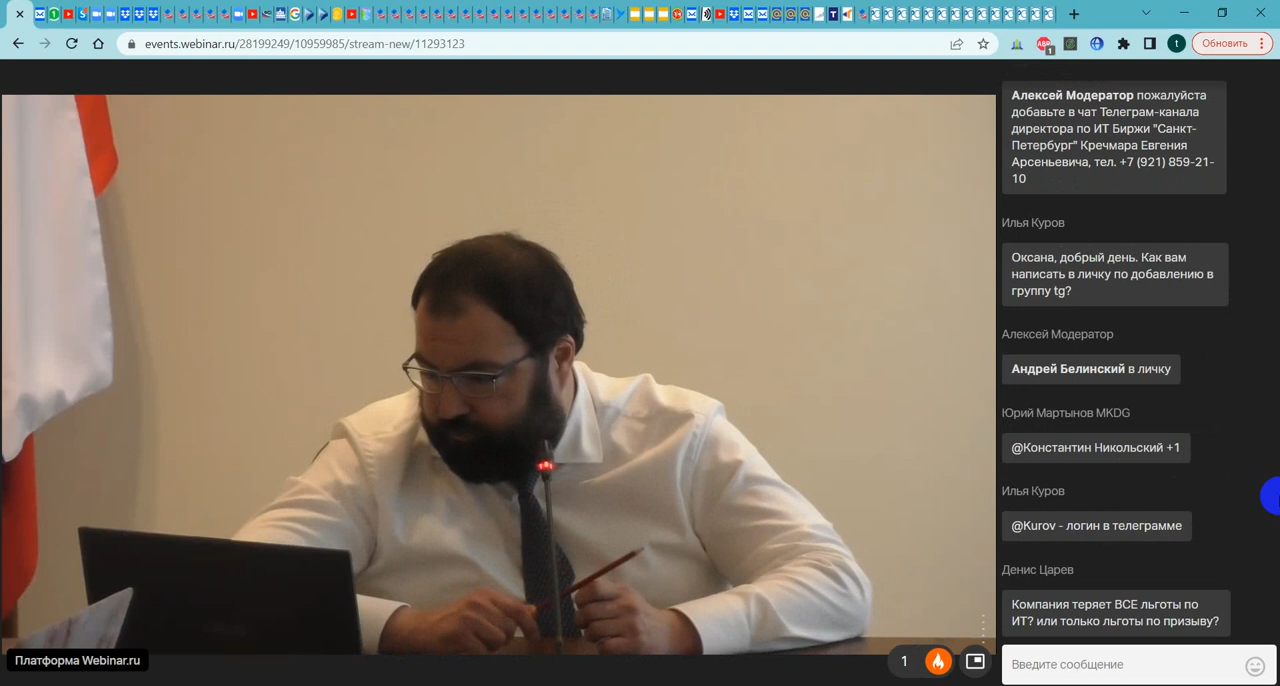 events.webinar.ru/28199249/10959985/stream-new/11293123
Обновить
Алексей Модератор пожалуйста
добавьте в чат Телеграм-канала
директора по ИТ Биржи "Санкт-
Петербург" Кречмара Евгения
Арсеньевича, тел. +7 (921) 859-21-
10
Илья Куров
Оксана, добрый день. Как вам
написать в личку по добавлению в
группу tg?
Алексей Модератор
Андрей Белинский в личку
Юрий Мартынов MKDG
@Константин Никольский +1
Илья Куров
@Kurov - логин в телеграмме
Денис Царев
Компания теряет ВСЕ льготы по
ИТ? или только льготы по призыву?
Платформа Webinar.ru
1
Введите сообщение